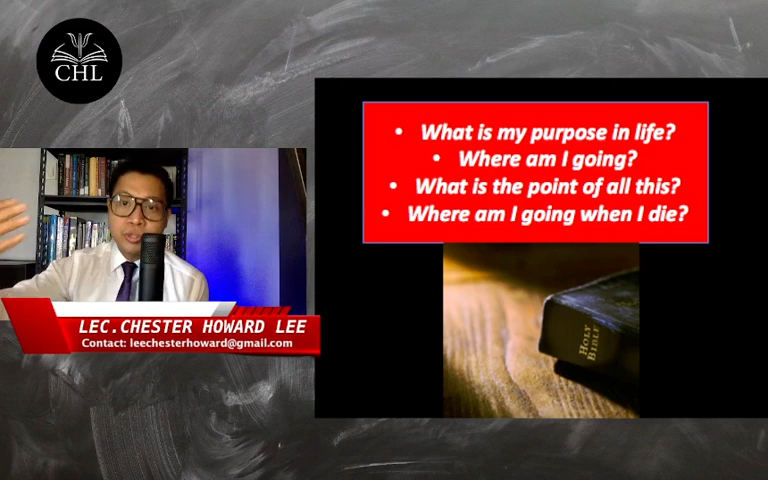 CHL
• What is my purpose in life?
• Where am I going?
• What is the point of all this?
• Where am I going when I die?
LEC.CHESTER HOWARD LEE
Contact: leechesterhoward@gmail.com
HOLY
BIBLE